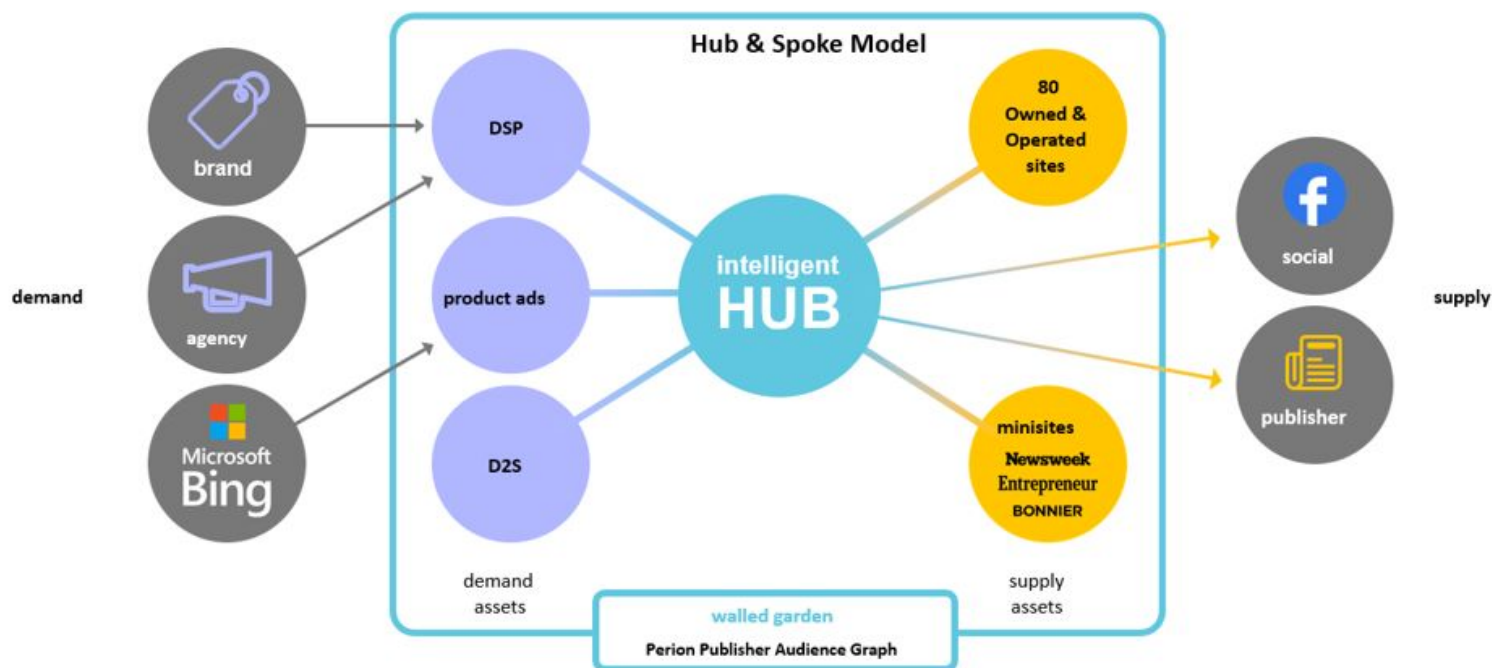 Hub & Spoke Model
demand
brand
agency
Microsoft
Bing
DSP
product ads
D2S
demand
assets
intelligent
HUB
80
Owned &
Operated
sites
minisites
Newsweek
Entrepreneur
BONNIER
supply
assets
social
publisher
supply
walled garden
Perion Publisher Audience Graph